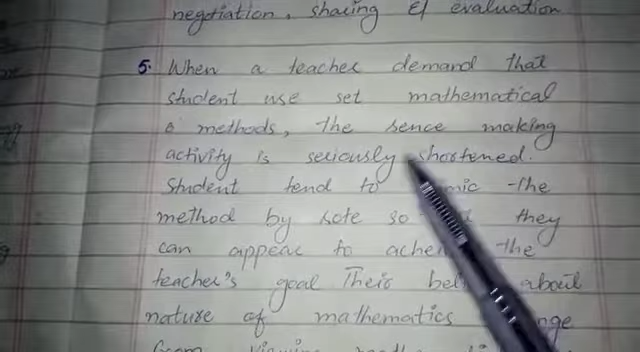 negotiation, sharing & evaluation
5. When a teacher demand that
student use set mathematical
methods, the sence making
activity is seriously shortened.
Student tend to the
method by rote so they
can appear to the
teacher's goal. Their about
nature of mathematics
from